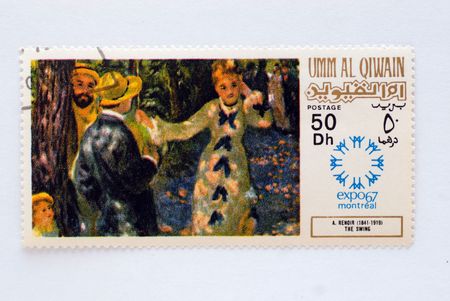 UMM AL QIWAIN
ام القيوين
POSTAGE بريد
50 ٥٠
Dh درهما
expo67
montréal
A. RENOIR (1841-1919)
THE SWING